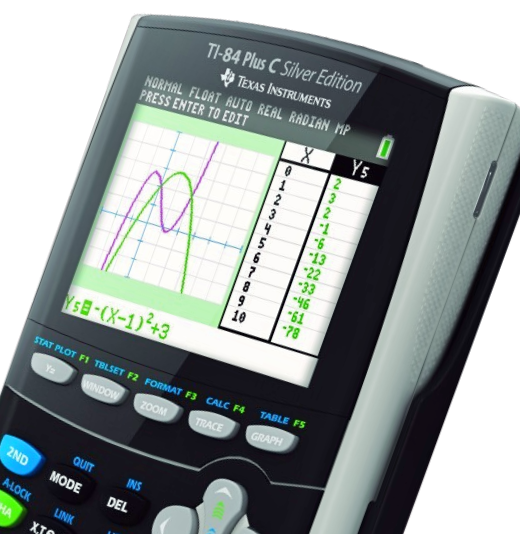 TI-84 Plus C Silver Edition
TEXAS INSTRUMENTS
NORMAL FLOAT AUTO REAL RADIAN MP
PRESS ENTER TO EDIT
X Y5
0 2
1 3
2 2
3 -1
4 -6
5 -13
6 -22
7 -33
8 -46
9 -61
10 -78
Y5=-(X-1)²+3
STAT PLOT F1 TBLSET F2 FORMAT F3 CALC F4 TABLE F5
Y= WINDOW ZOOM TRACE GRAPH
QUIT INS
2ND MODE DEL
A-LOCK LINK